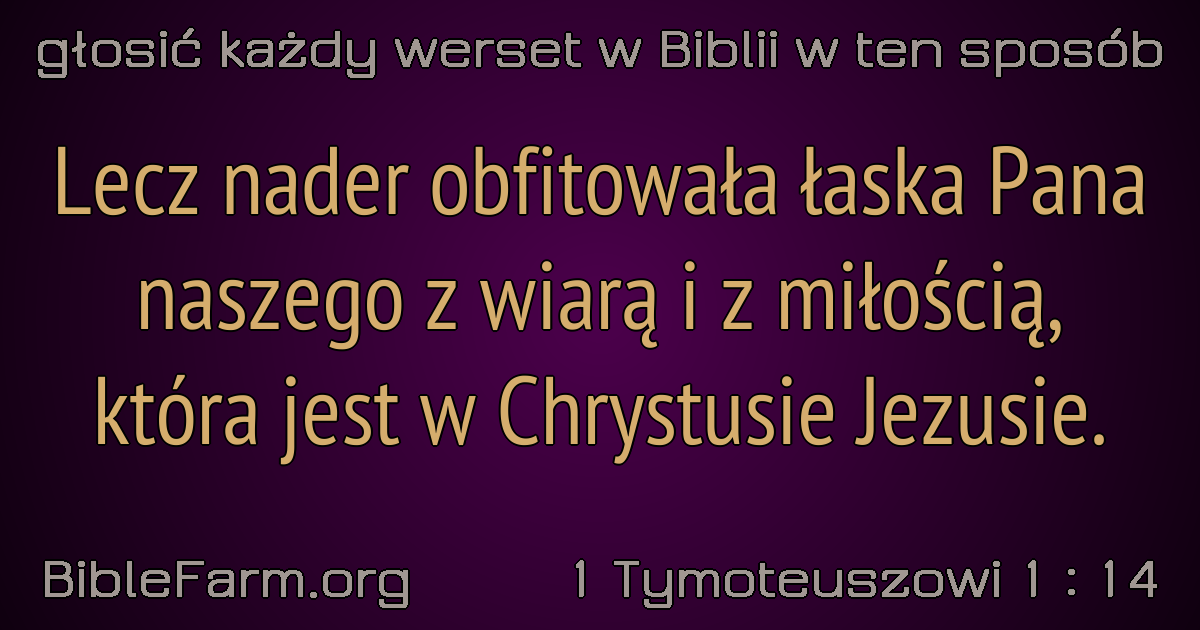 głosić każdy werset w Biblii w ten sposób
Lecz nader obfitowała łaska Pana
naszego z wiarą i z miłością,
która jest w Chrystusie Jezusie.
BibleFarm.org
1 Tymoteuszowi 1 : 14